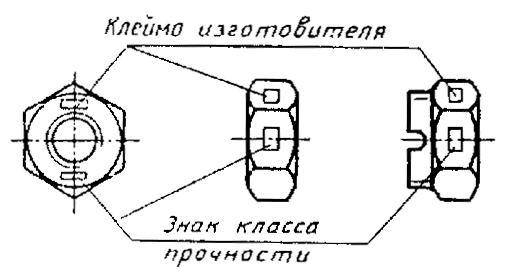 Клеймо изготовителя
Знак класса
прочности